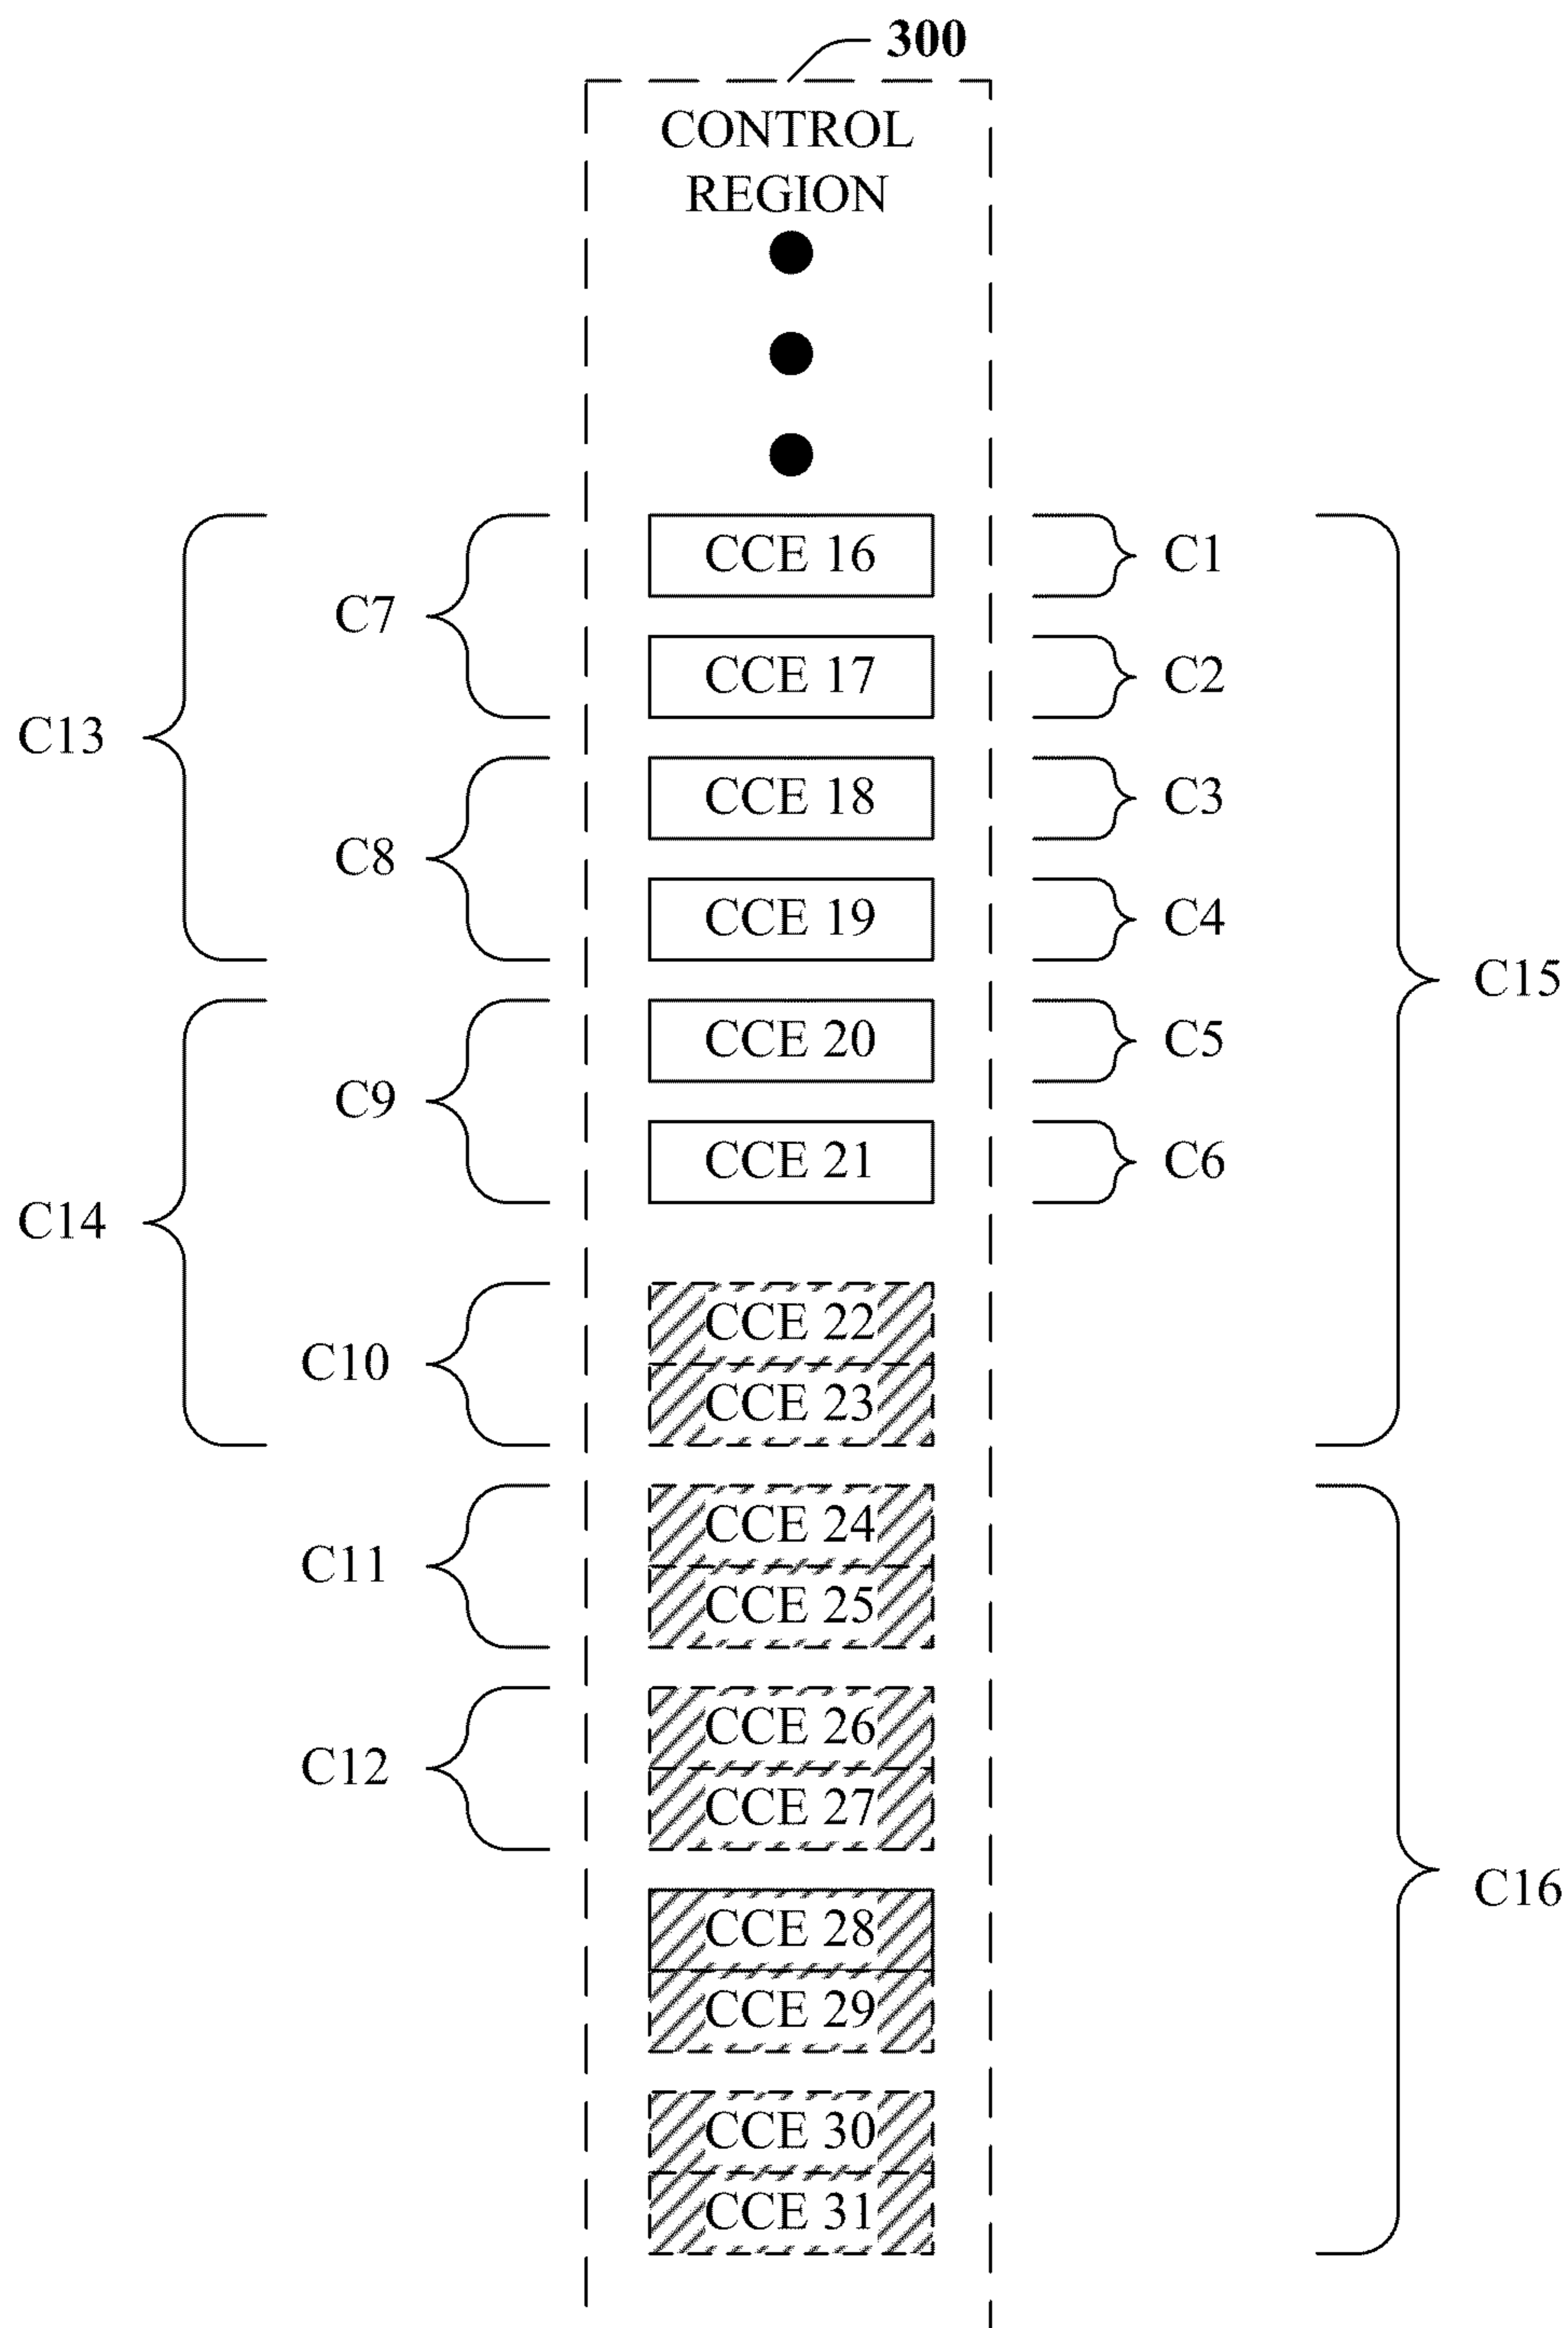 300
CONTROL
REGION
CCE 16
C1
C7
CCE 17
C2
C13
CCE 18
C3
C8
CCE 19
C4
C15
CCE 20
C5
C9
CCE 21
C6
C14
CCE 22
C10
CCE 23
CCE 24
C11
CCE 25
CCE 26
C12
CCE 27
C16
CCE 28
CCE 29
CCE 30
CCE 31